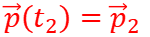 p⃗(t₂) = p⃗₂